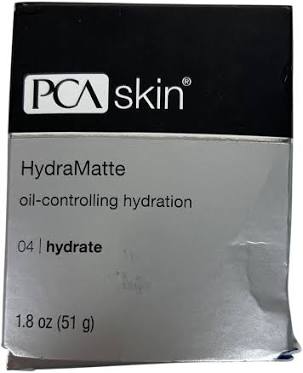 PCA skin®
HydraMatte
oil-controlling hydration
04 | hydrate
1.8 oz (51 g)